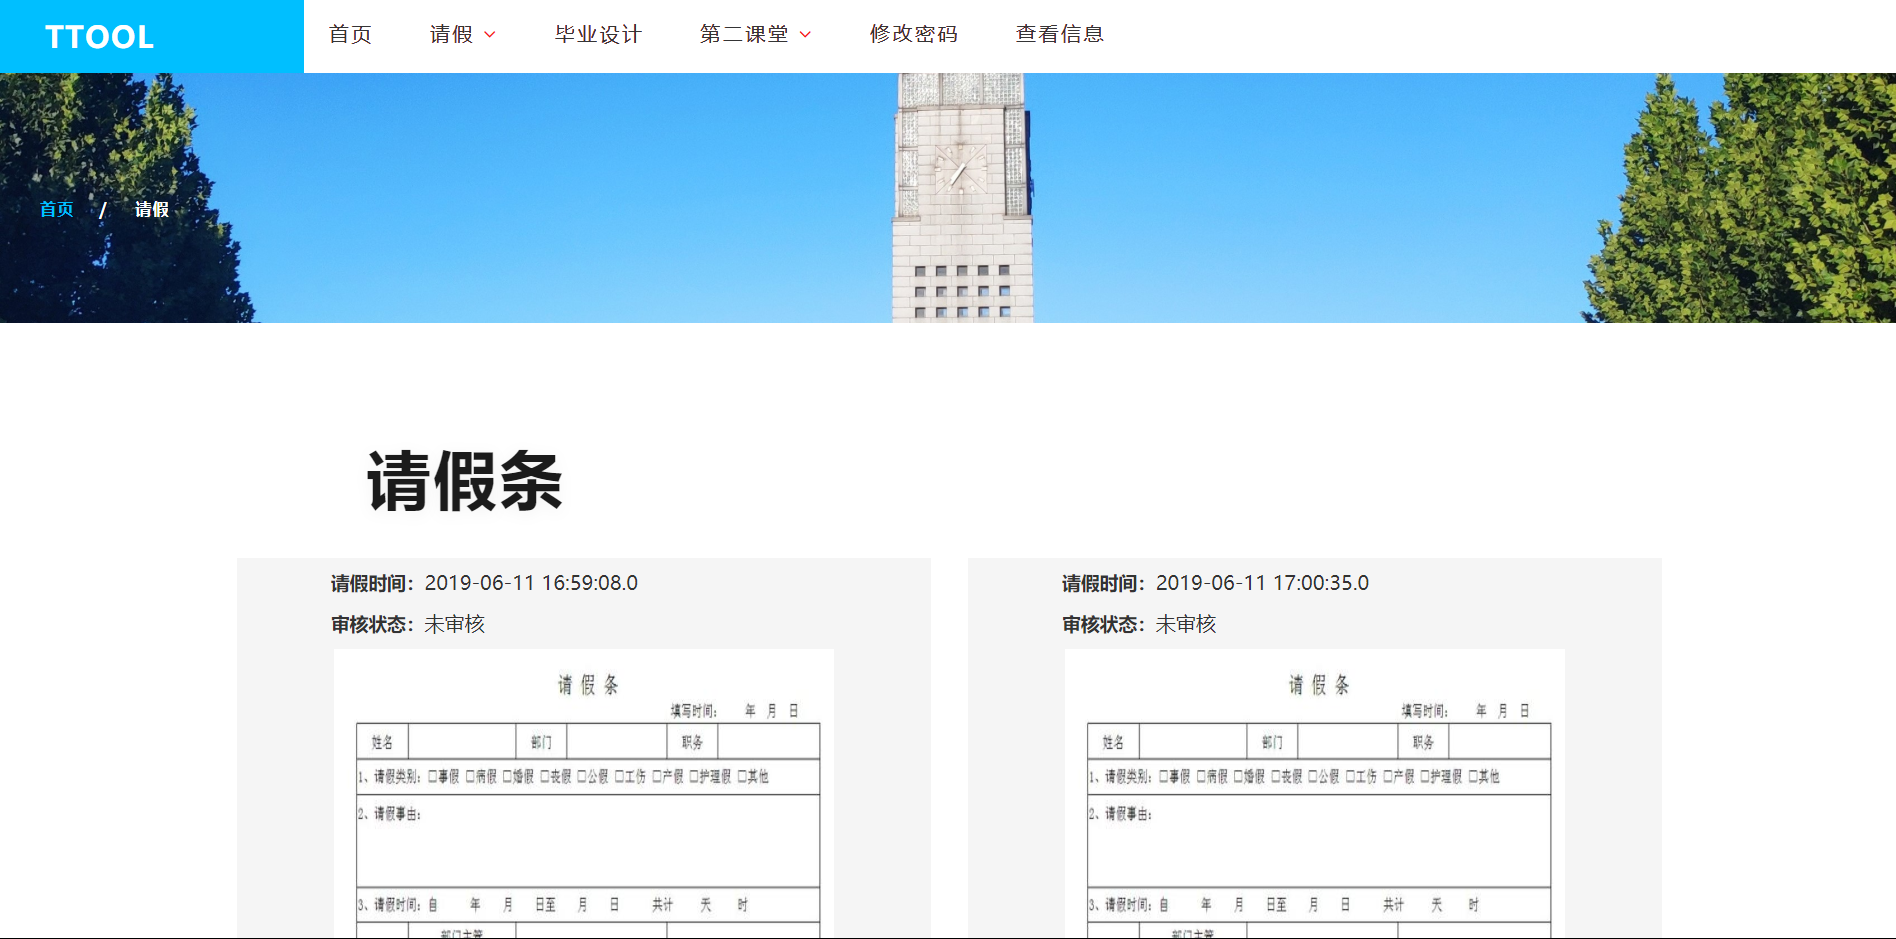 TTOOL 首页 请假 毕业设计 第二课堂 修改密码 查看信息
首页 / 请假
请假条
请假时间：2019-06-11 16:59:08.0
审核状态：未审核
请 假 条
填写时间： 年 月 日
姓名 部门 职务
1、请假类别：□事假 □病假 □婚假 □丧假 □公假 □工伤 □产假 □护理假 □其他
2、请假事由：
3、请假时间：自 年 月 日至 月 日 共计 天 时
部门主管
请假时间：2019-06-11 17:00:35.0
审核状态：未审核
请 假 条
填写时间： 年 月 日
姓名 部门 职务
1、请假类别：□事假 □病假 □婚假 □丧假 □公假 □工伤 □产假 □护理假 □其他
2、请假事由：
3、请假时间：自 年 月 日至 月 日 共计 天 时
部门主管